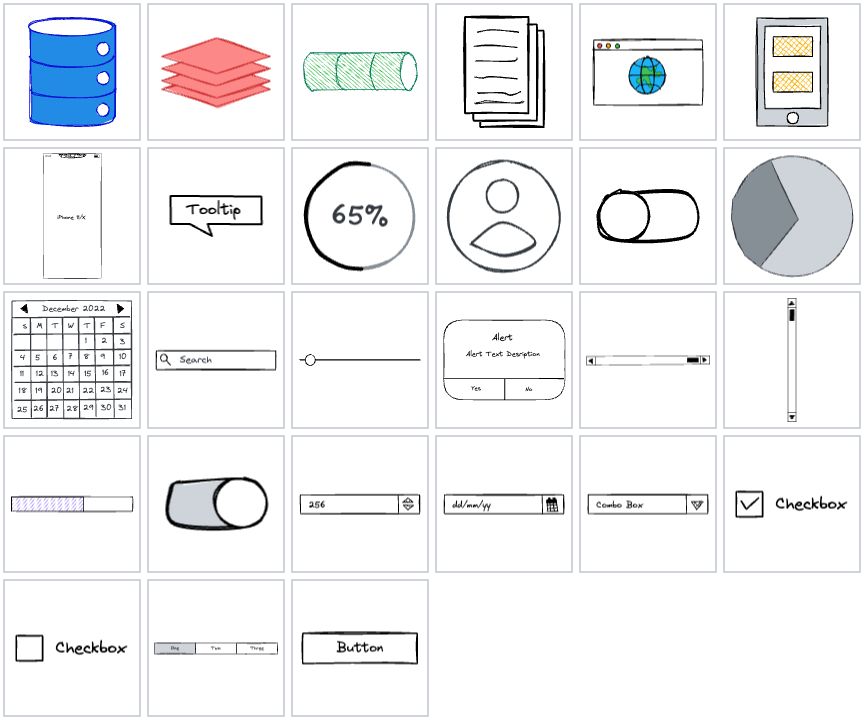 iPhone 8/X
Tooltip
65%
December 2022
S M T W T F S
1 2 3
4 5 6 7 8 9 10
11 12 13 14 15 16 17
18 19 20 21 22 23 24
25 26 27 28 29 30 31
Search
Alert
Alert Text Desription
Yes No
256
dd/mm/yy
Combo Box
Checkbox
Checkbox
One Two Three
Button